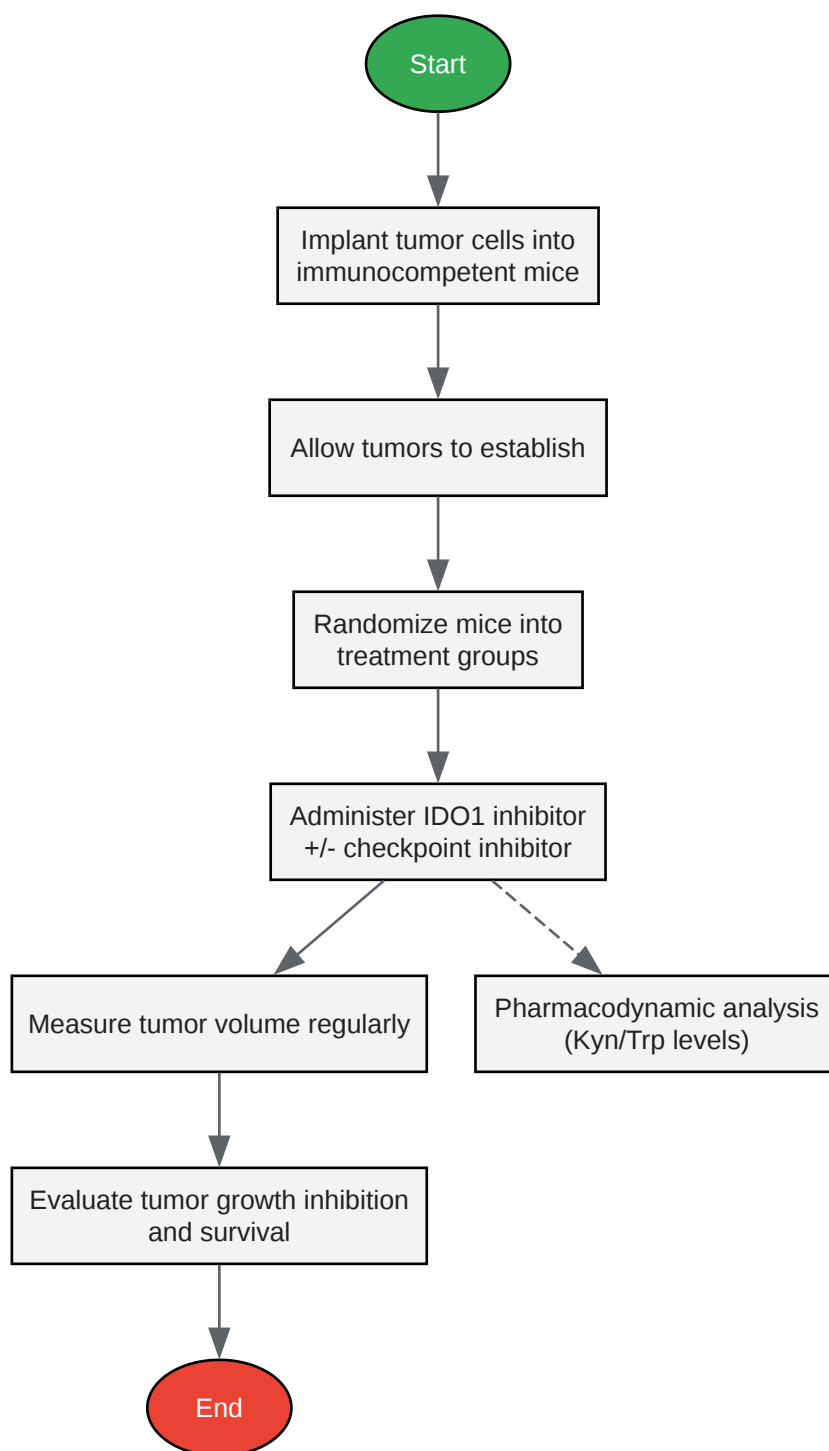 Start
Implant tumor cells into
immunocompetent mice
Allow tumors to establish
Randomize mice into
treatment groups
Administer IDO1 inhibitor
+/- checkpoint inhibitor
Measure tumor volume regularly
Pharmacodynamic analysis
(Kyn/Trp levels)
Evaluate tumor growth inhibition
and survival
End